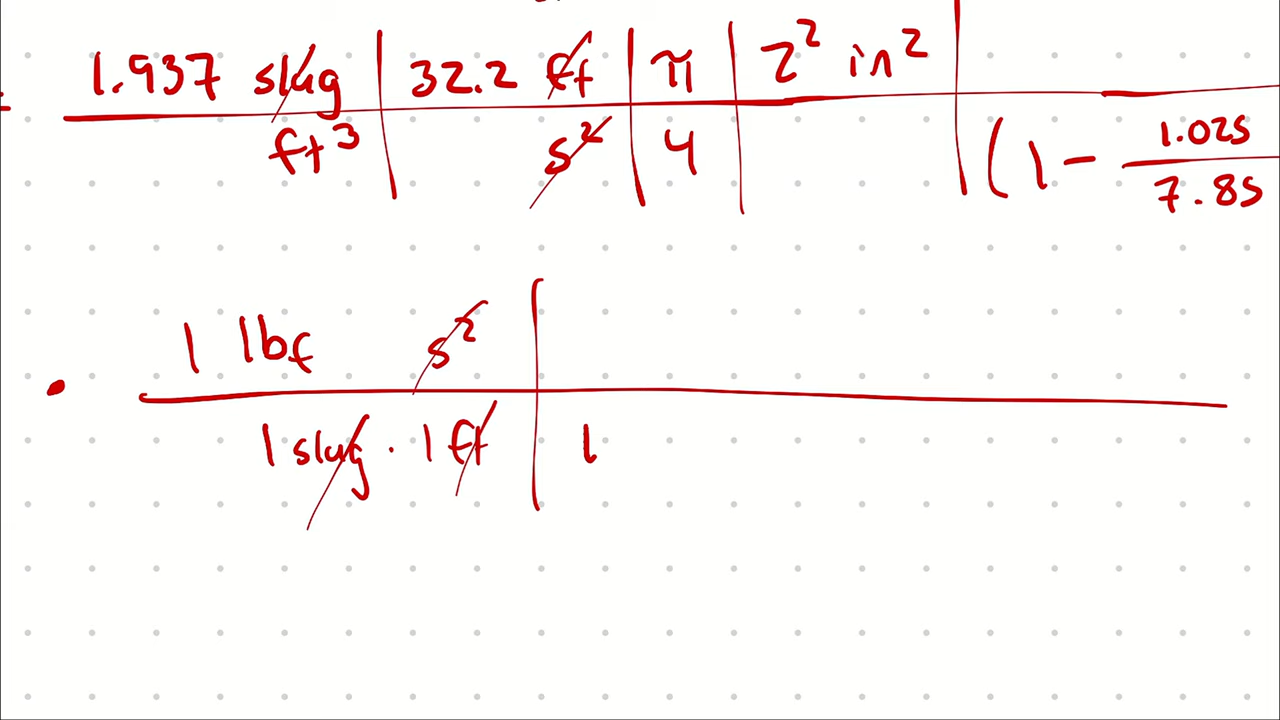 1.937 slug 32.2 ft π 2² in²
ft³ s² 4 (1 - 1.025
7.85
· 1 lbf s²
1 slug · 1 ft 1